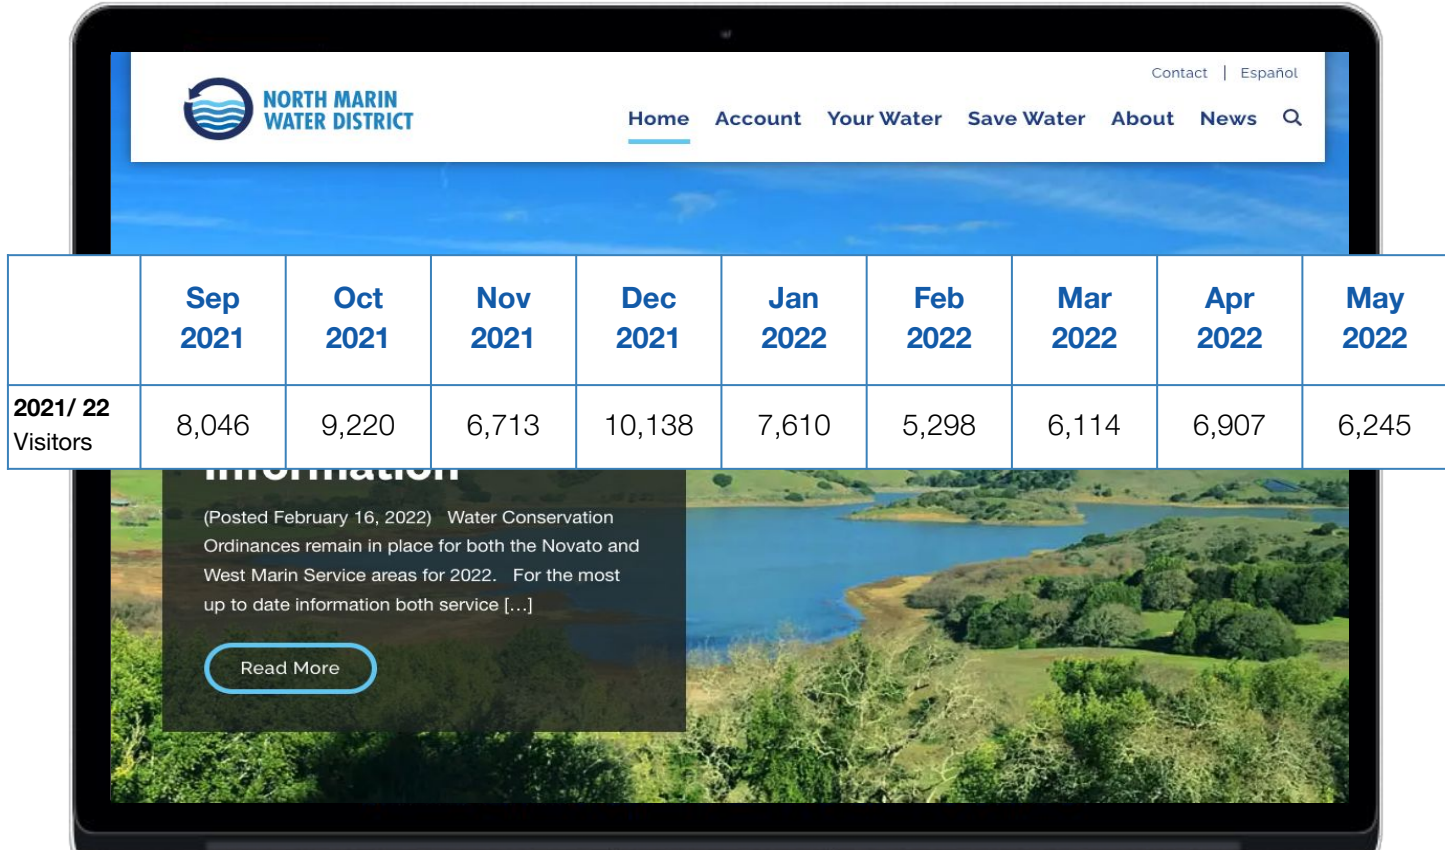 Contact | Español
NORTH MARIN
WATER DISTRICT
Home Account Your Water Save Water About News
Sep 2021 Oct 2021 Nov 2021 Dec 2021 Jan 2022 Feb 2022 Mar 2022 Apr 2022 May 2022
2021/ 22 Visitors 8,046 9,220 6,713 10,138 7,610 5,298 6,114 6,907 6,245
Information
(Posted February 16, 2022) Water Conservation
Ordinances remain in place for both the Novato and
West Marin Service areas for 2022. For the most
up to date information both service […]
Read More